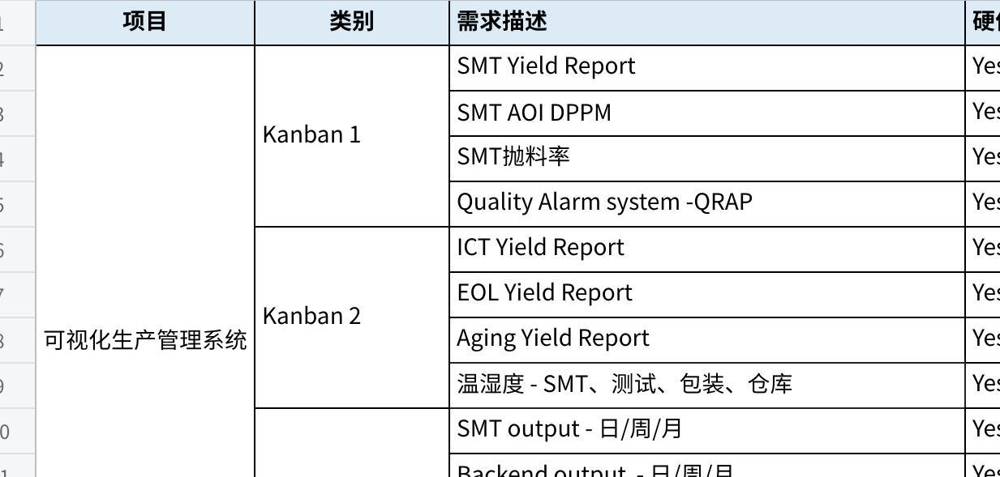 项目 类别 需求描述
SMT Yield Report Yes
SMT AOI DPPM Yes
Kanban 1
SMT抛料率 Yes
Quality Alarm system -QRAP Yes
ICT Yield Report Yes
EOL Yield Report Yes
Kanban 2
可视化生产管理系统
Aging Yield Report Yes
温湿度 - SMT、测试、包装、仓库 Yes
SMT output - 日/周/月 Yes
Backend output - 日/周/月 Yes